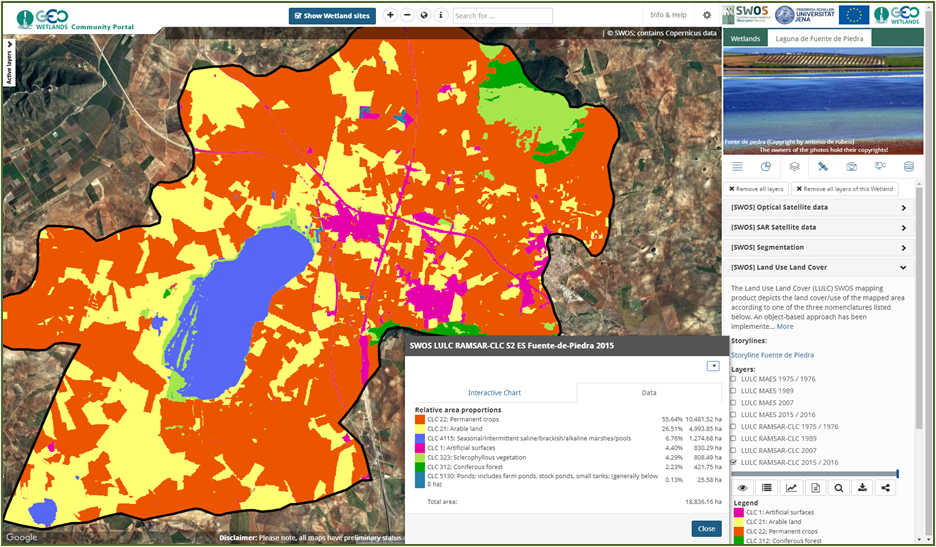 GEO
WETLANDS Community Portal
Show Wetland sites
Search for ...
Info & Help
SWOS
FRIEDRICH-SCHILLER-
UNIVERSITÄT
JENA
GEO
WETLANDS
Active layers
| © SWOS; contains Copernicus data
Wetlands
Laguna de Fuente de Piedra
Fonte de pedra (Copyright by antonio de rubeis)
The owners of the photos hold their copyrights!
Remove all layers
Remove all layers of this Wetland
[SWOS] Optical Satellite data
[SWOS] SAR Satellite data
[SWOS] Segmentation
[SWOS] Land Use Land Cover
The Land Use Land Cover (LULC) SWOS mapping
product depicts the land cover/use of the mapped area
according to one of the three nomenclatures listed
below. An object-based approach has been
implemente... More
Storylines:
Storyline Fuente de Piedra
Layers:
LULC MAES 1975 / 1976
LULC MAES 1989
LULC MAES 2007
LULC MAES 2015 / 2016
LULC RAMSAR-CLC 1975 / 1976
LULC RAMSAR-CLC 1989
LULC RAMSAR-CLC 2007
LULC RAMSAR-CLC 2015 / 2016
Legend
CLC 1: Artificial surfaces
CLC 21: Arable land
CLC 22: Permanent crops
CLC 312: Coniferous forest
SWOS LULC RAMSAR-CLC S2 ES Fuente-de-Piedra 2015
Interactive Chart
Data
Relative area proportions
CLC 22: Permanent crops 55.64% 10,481.52 ha
CLC 21: Arable land 26.51% 4,993.85 ha
CLC 4115: Seasonal/intermittent saline/brackish/alkaline marshes/pools 6.76% 1,274.68 ha
CLC 1: Artificial surfaces 4.40% 830.29 ha
CLC 323: Sclerophyllous vegetation 4.29% 808.49 ha
CLC 312: Coniferous forest 2.23% 421.75 ha
CLC 5130: Ponds; includes farm ponds, stock ponds, small tanks; (generally below
8 ha) 0.13% 25.58 ha
Total area: 18,836.16 ha
Close
Google
Disclaimer: Please note, all maps have preliminary status